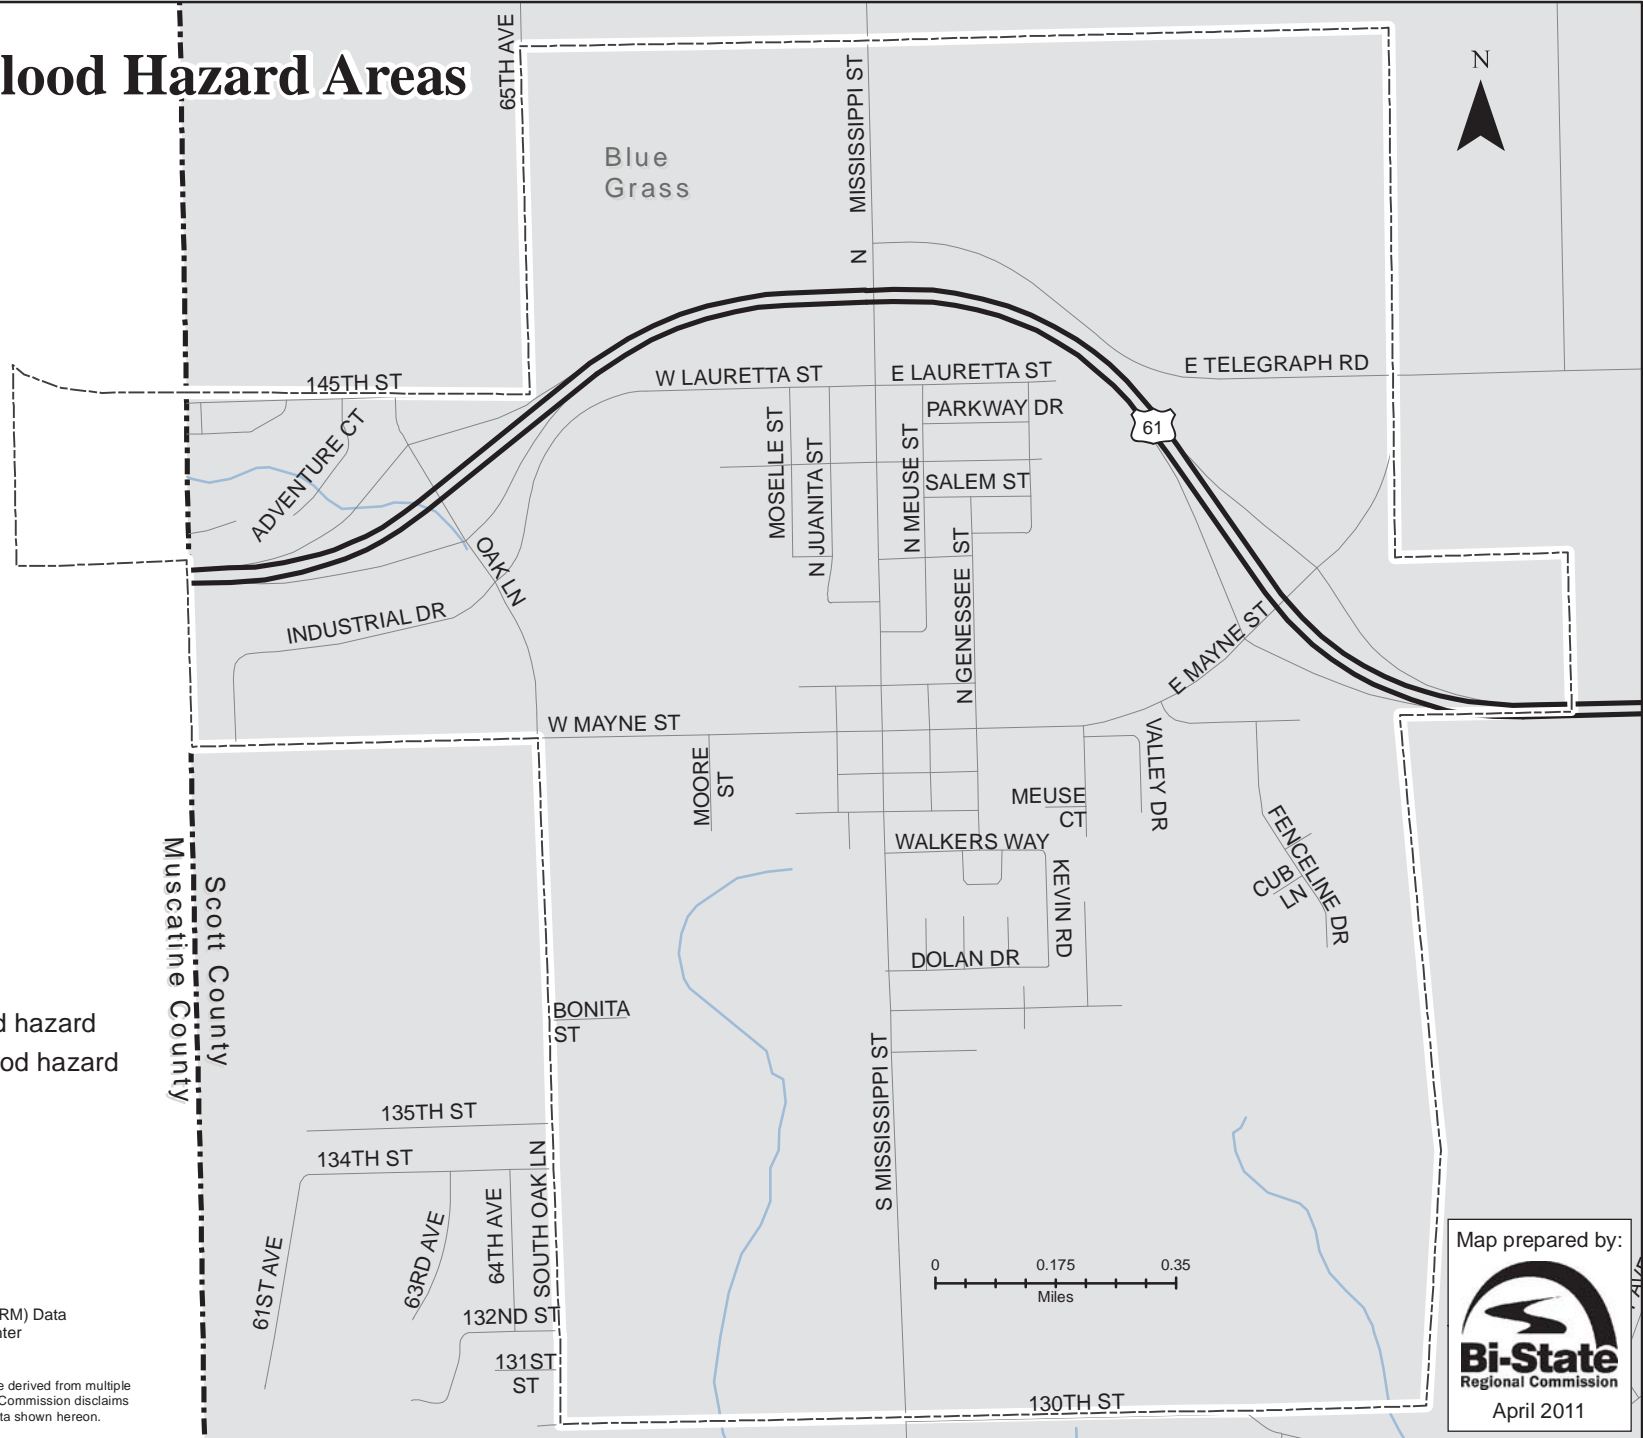 lood Hazard Areas
65TH AVE
N MISSISSIPPI ST
N
Blue
Grass
145TH ST
W LAURETTA ST
E LAURETTA ST
E TELEGRAPH RD
PARKWAY DR
61
ADVENTURE CT
MOSELLE ST
N JUANITA ST
N MEUSE ST
SALEM ST
OAK LN
N GENESSEE ST
INDUSTRIAL DR
E MAYNE ST
W MAYNE ST
MOORE
ST
MEUSE
CT
VALLEY DR
WALKERS WAY
KEVIN RD
FENCELINE DR
CUB
LN
DOLAN DR
Muscatine County
Scott County
BONITA
ST
d hazard
od hazard
S MISSISSIPPI ST
135TH ST
134TH ST
61ST AVE
63RD AVE
64TH AVE
SOUTH OAK LN
132ND ST
131ST
ST
130TH ST
0 0.175 0.35
Miles
RM) Data
nter
e derived from multiple
Commission disclaims
ta shown hereon.
Map prepared by:
Bi-State
Regional Commission
April 2011